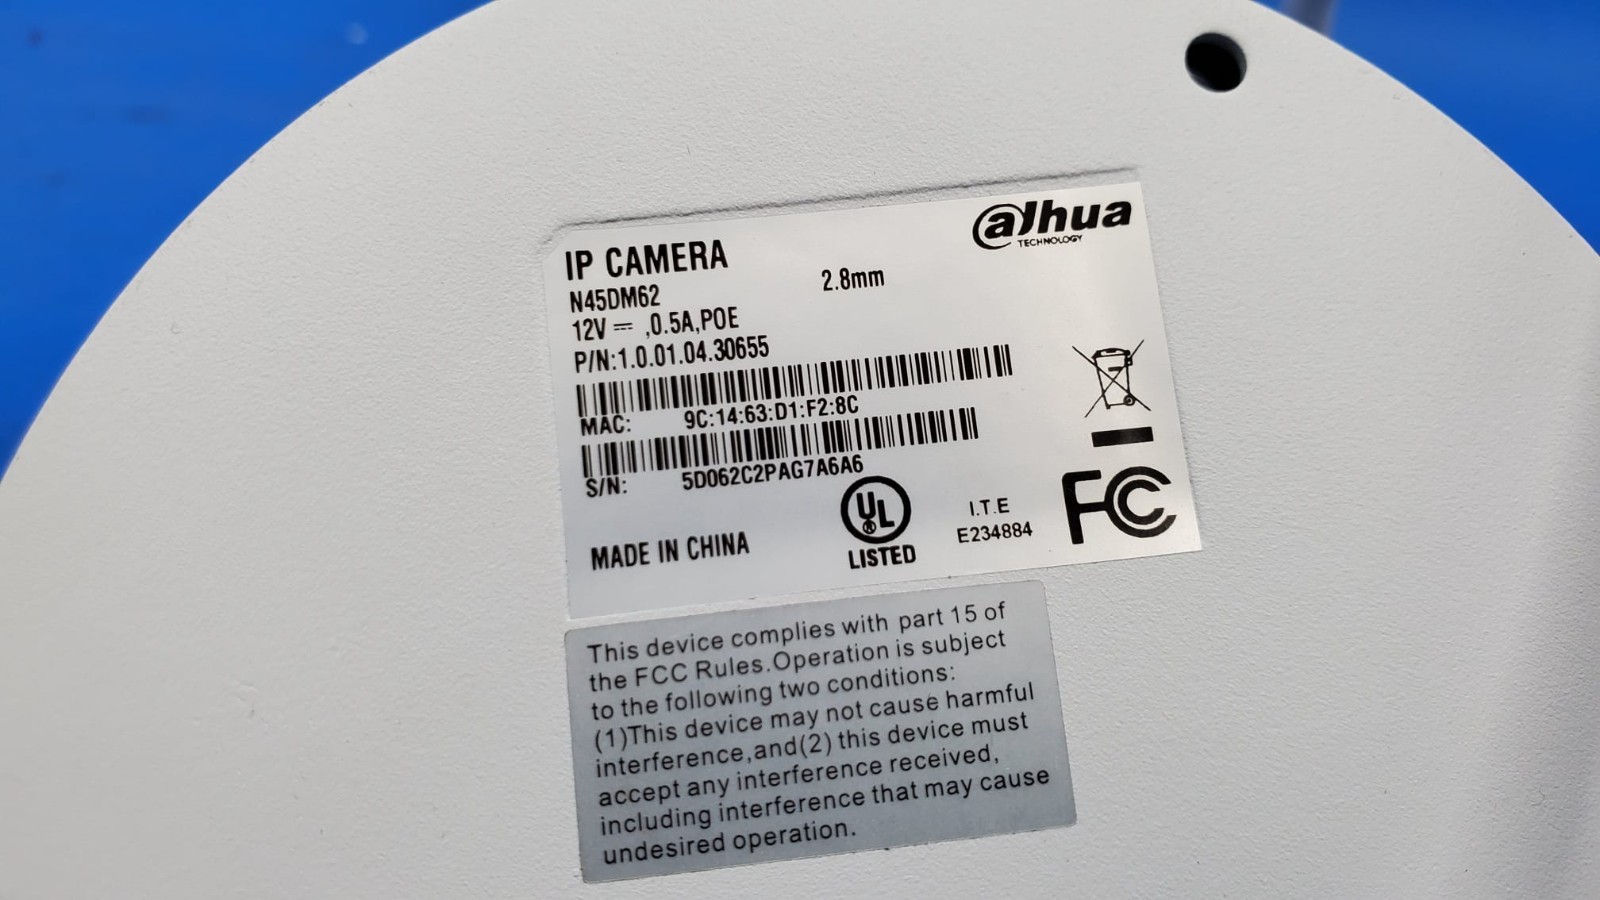 alhua
TECHNOLOGY
IP CAMERA
N45DM62
2.8mm
12V ⎓ ,0.5A,POE
P/N:1.0.01.04.30655
MAC: 9C:14:63:D1:F2:8C
S/N: 5D062C2PAG7A6A6
MADE IN CHINA
UL
®
LISTED
I.T.E
E234884
FC
This device complies with part 15 of
the FCC Rules.Operation is subject
to the following two conditions:
(1)This device may not cause harmful
interference,and(2) this device must
accept any interference received,
including interference that may cause
undesired operation.